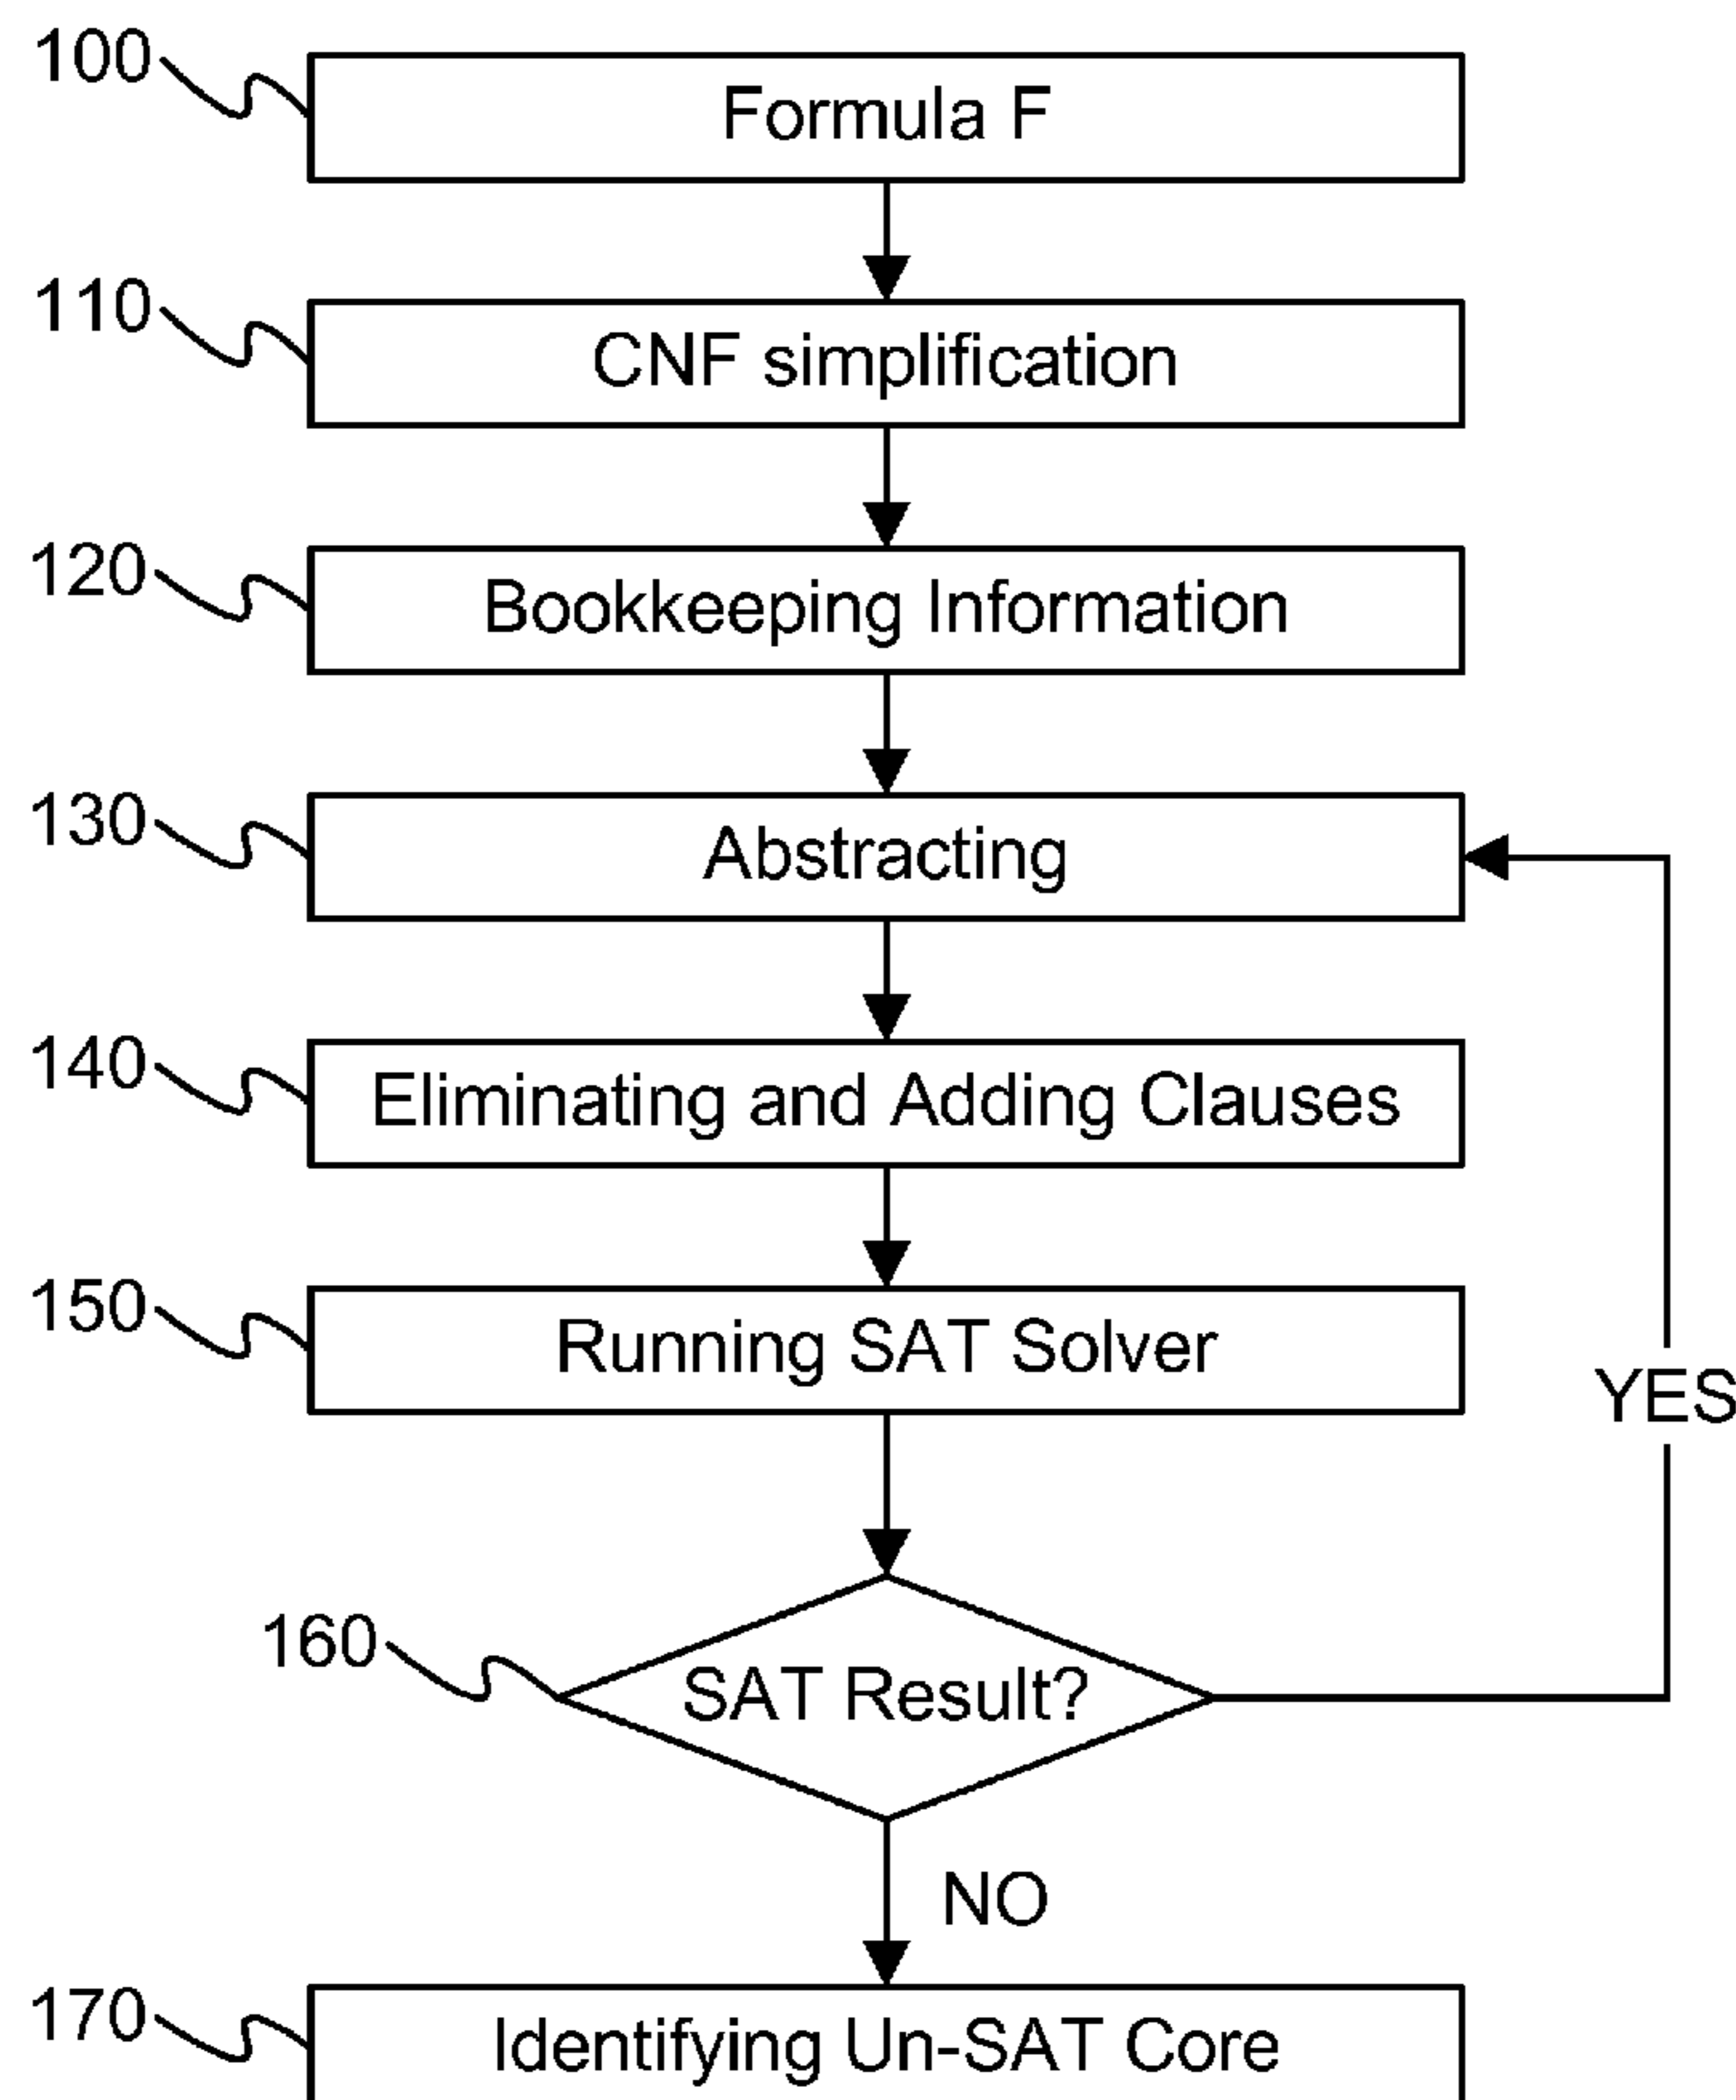 100
Formula F
110
CNF simplification
120
Bookkeeping Information
130
Abstracting
140
Eliminating and Adding Clauses
150
Running SAT Solver
YES
160
SAT Result?
NO
170
Identifying Un-SAT Core